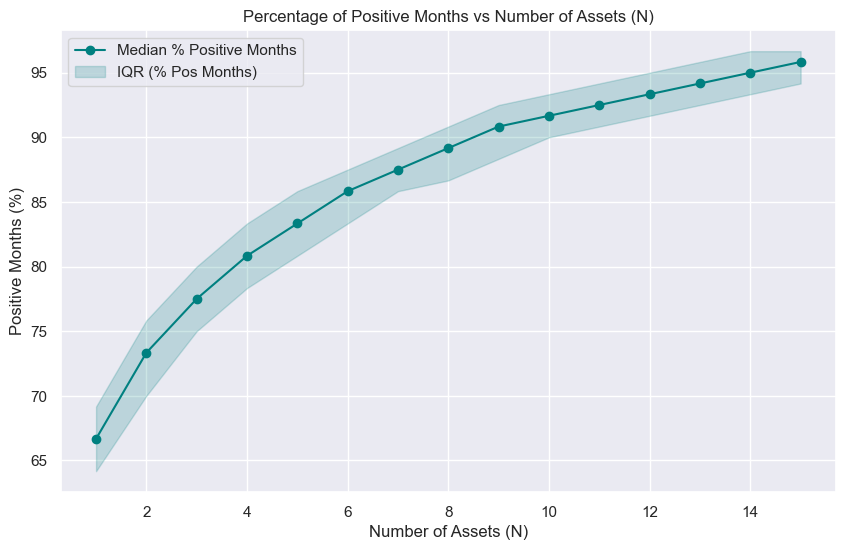 Percentage of Positive Months vs Number of Assets (N)
Median % Positive Months
IQR (% Pos Months)
Positive Months (%)
95
90
85
80
75
70
65
2 4 6 8 10 12 14
Number of Assets (N)